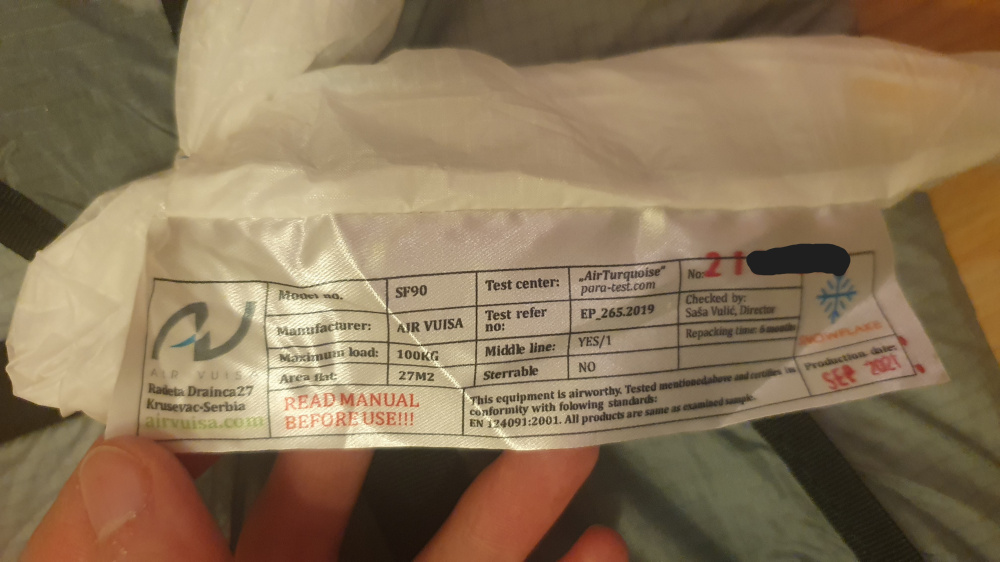 AIR VUISA
Radeta Drainca27
Krusevac-Serbia
airvuisa.com
Model no. SF90
Manufacturer: AIR VUISA
Maximum load: 100KG
Area flat: 27M2
READ MANUAL
BEFORE USE!!!
Test center: „AirTurquoise"
para-test.com
Test refer
no: EP_265.2019
Middle line: YES/1
Sterrable NO
This equipment is airworthy. Tested mentionedabove and certifies its
conformity with folowing standards:
EN 124091:2001. All products are same as examined sample.
No: 21
Checked by:
Saša Vulić, Director
Repacking time: 6 months
SNOWFLAKE
Production date:
SEP 2021